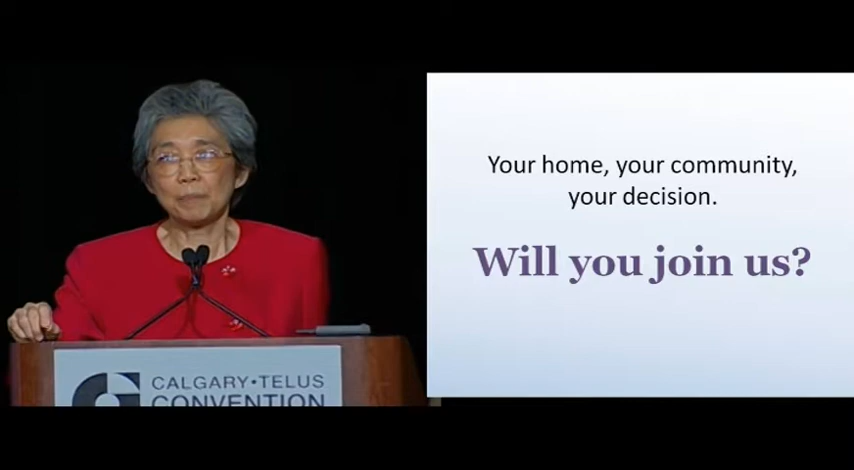 Your home, your community,
your decision.
Will you join us?
CALGARY•TELUS
CONVENTION